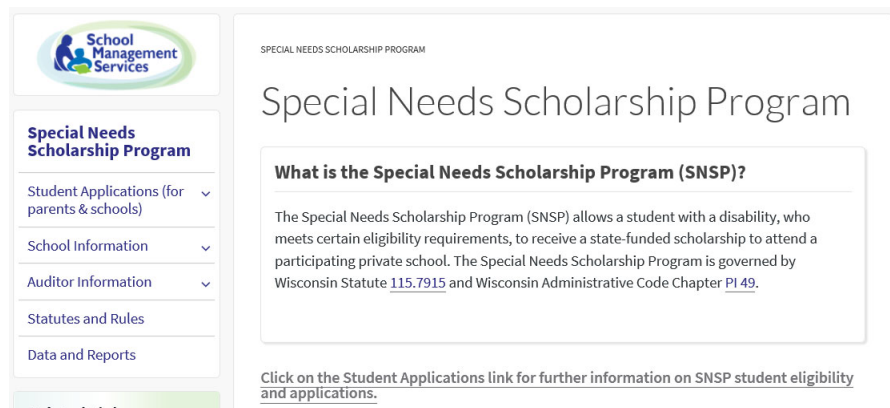 School
Management
Services
Special Needs
Scholarship Program
Student Applications (for
parents & schools)
School Information
Auditor Information
Statutes and Rules
Data and Reports
SPECIAL NEEDS SCHOLARSHIP PROGRAM
Special Needs Scholarship Program
What is the Special Needs Scholarship Program (SNSP)?
The Special Needs Scholarship Program (SNSP) allows a student with a disability, who
meets certain eligibility requirements, to receive a state-funded scholarship to attend a
participating private school. The Special Needs Scholarship Program is governed by
Wisconsin Statute 115.7915 and Wisconsin Administrative Code Chapter PI 49.
Click on the Student Applications link for further information on SNSP student eligibility
and applications.